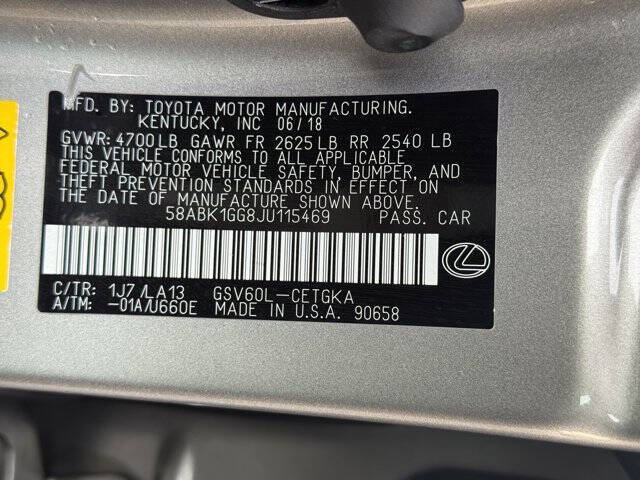 MFD. BY: TOYOTA MOTOR MANUFACTURING.
KENTUCKY, INC 06/18
GVWR: 4700LB GAWR FR 2625LB RR 2540 LB
THIS VEHICLE CONFORMS TO ALL APPLICABLE
FEDERAL MOTOR VEHICLE SAFETY, BUMPER, AND
THEFT PREVENTION STANDARDS IN EFFECT ON
THE DATE OF MANUFACTURE SHOWN ABOVE.
58ABK1GG8JU115469 PASS. CAR
C/TR: 1J7/LA13 GSV60L-CETGKA
A/TM: -01A/U660E MADE IN U.S.A. 90658